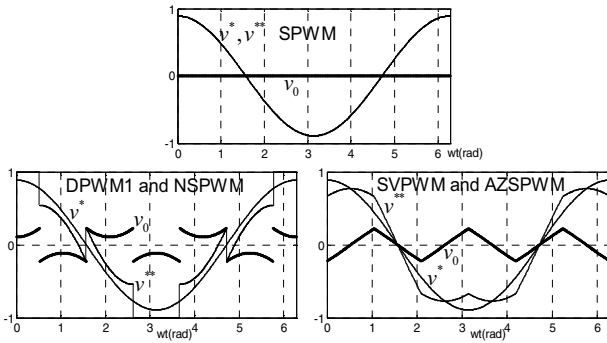 v*, v** SPWM
1
0
-1
v₀
0 1 2 3 4 5 6
wt(rad)
DPWM1 and NSPWM
1
0
-1
v*
v₀
v**
0 1 2 3 4 5 6
wt(rad)
SVPWM and AZSPWM
1
0
-1
v**
v₀
v*
0 1 2 3 4 5 6
wt(rad)